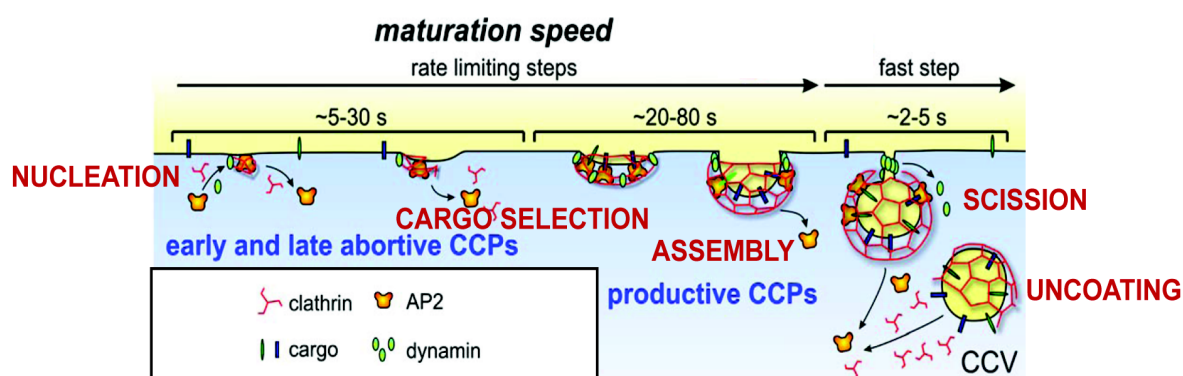 maturation speed
rate limiting steps
fast step
~5-30 s
~20-80 s
~2-5 s
NUCLEATION
CARGO SELECTION
SCISSION
early and late abortive CCPs
ASSEMBLY
productive CCPs
UNCOATING
clathrin
AP2
cargo
dynamin
CCV